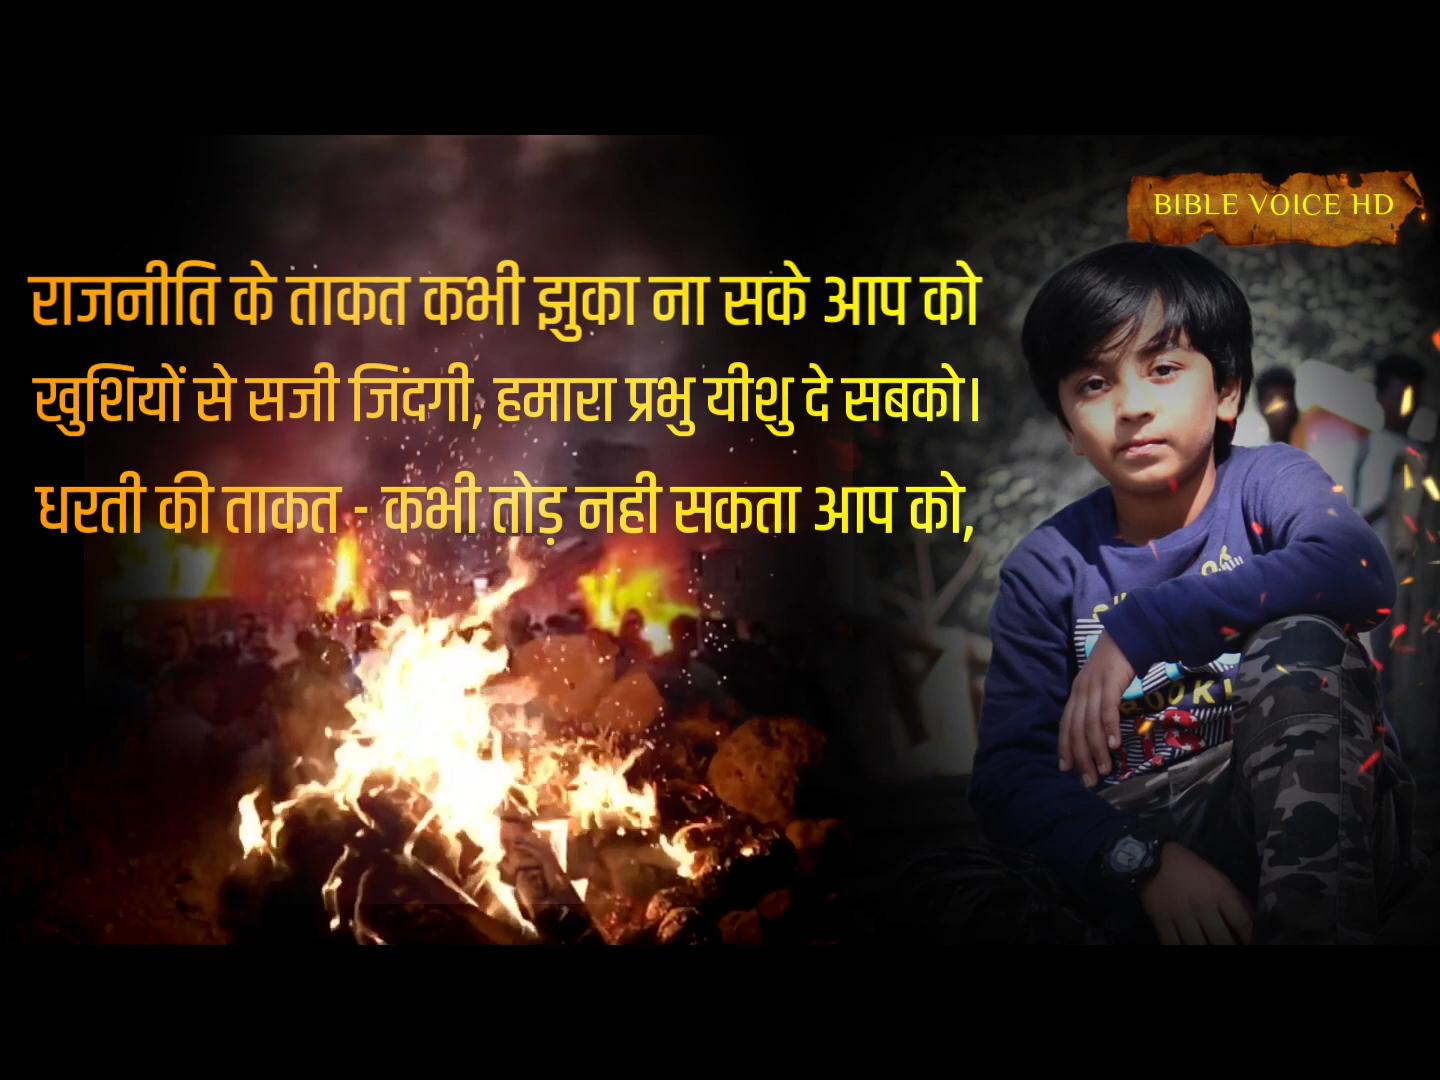 BIBLE VOICE HD
राजनीति के ताकत कभी झुका ना सके आप को
खुशियों से सजी जिंदगी, हमारा प्रभु यीशु दे सबको।
धरती की ताकत - कभी तोड़ नही सकता आप को,